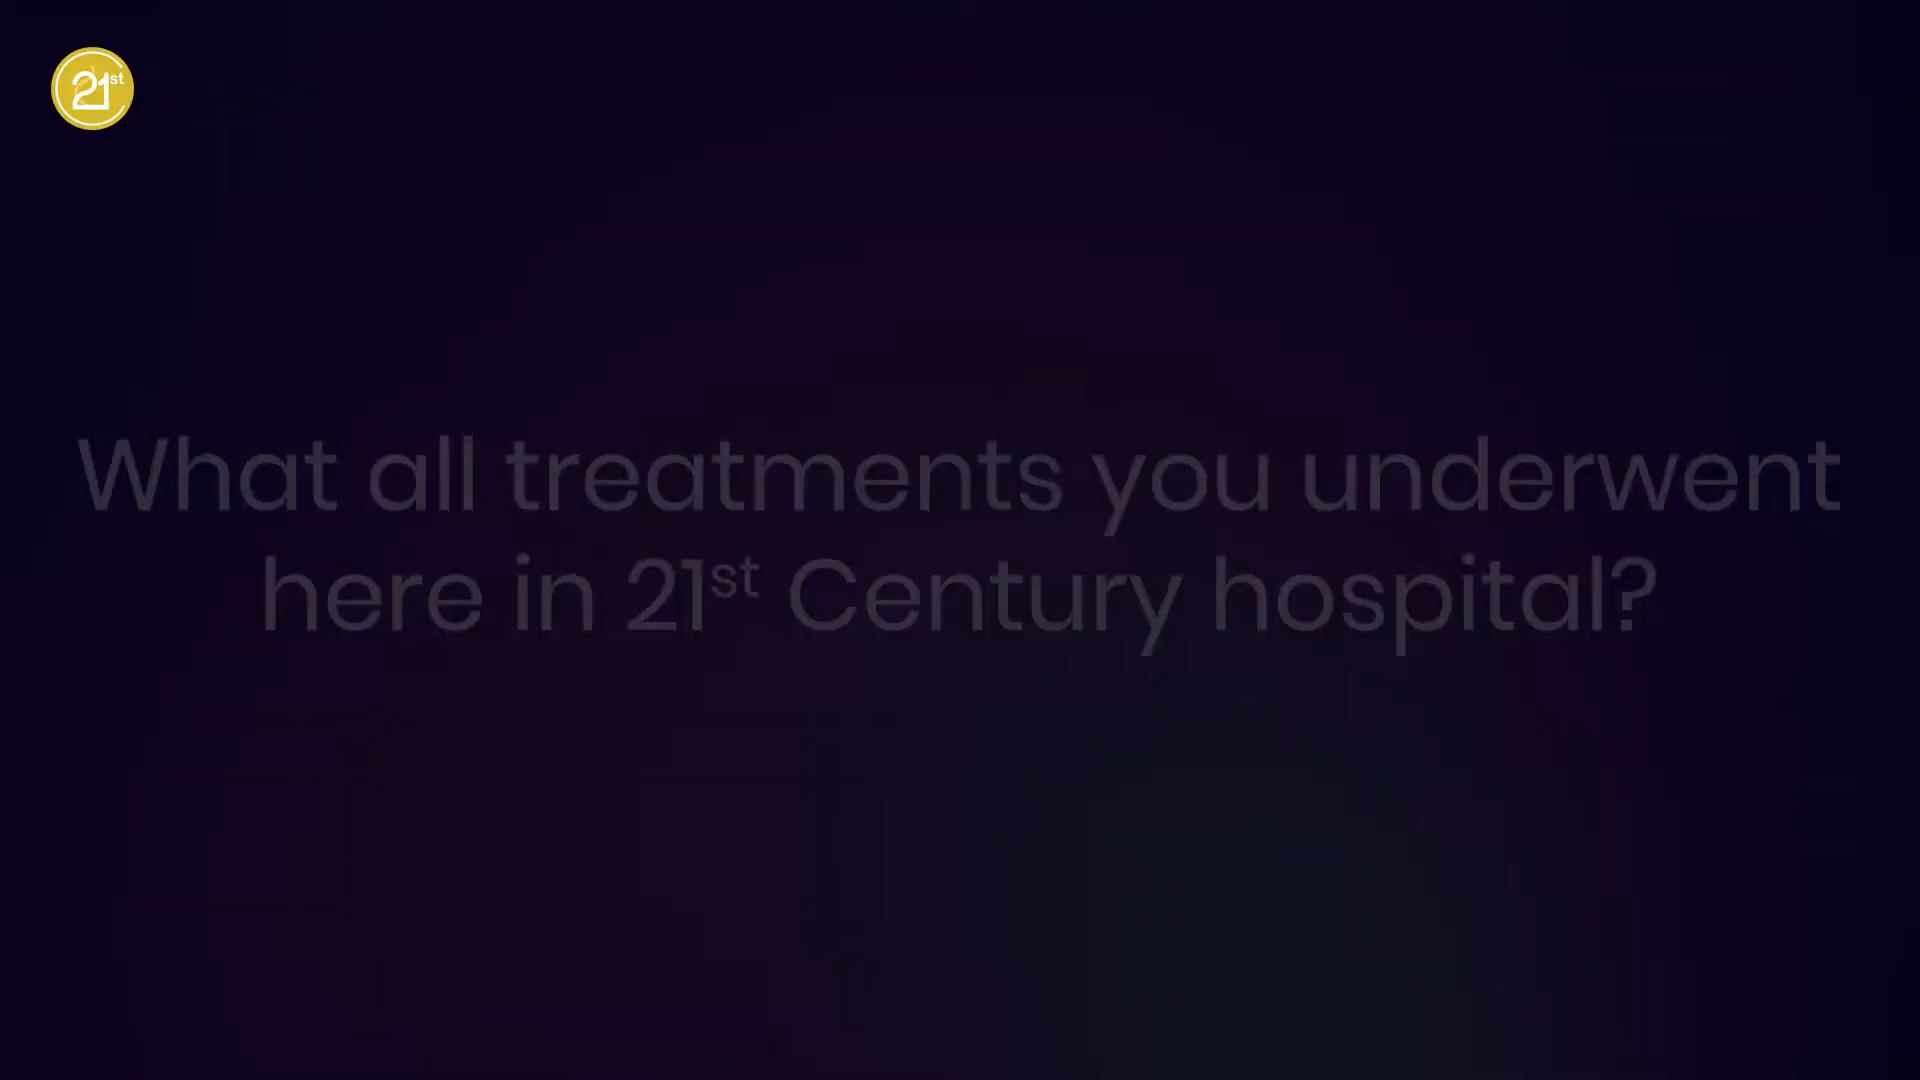 21st
What all treatments you underwent
here in 21st Century hospital?